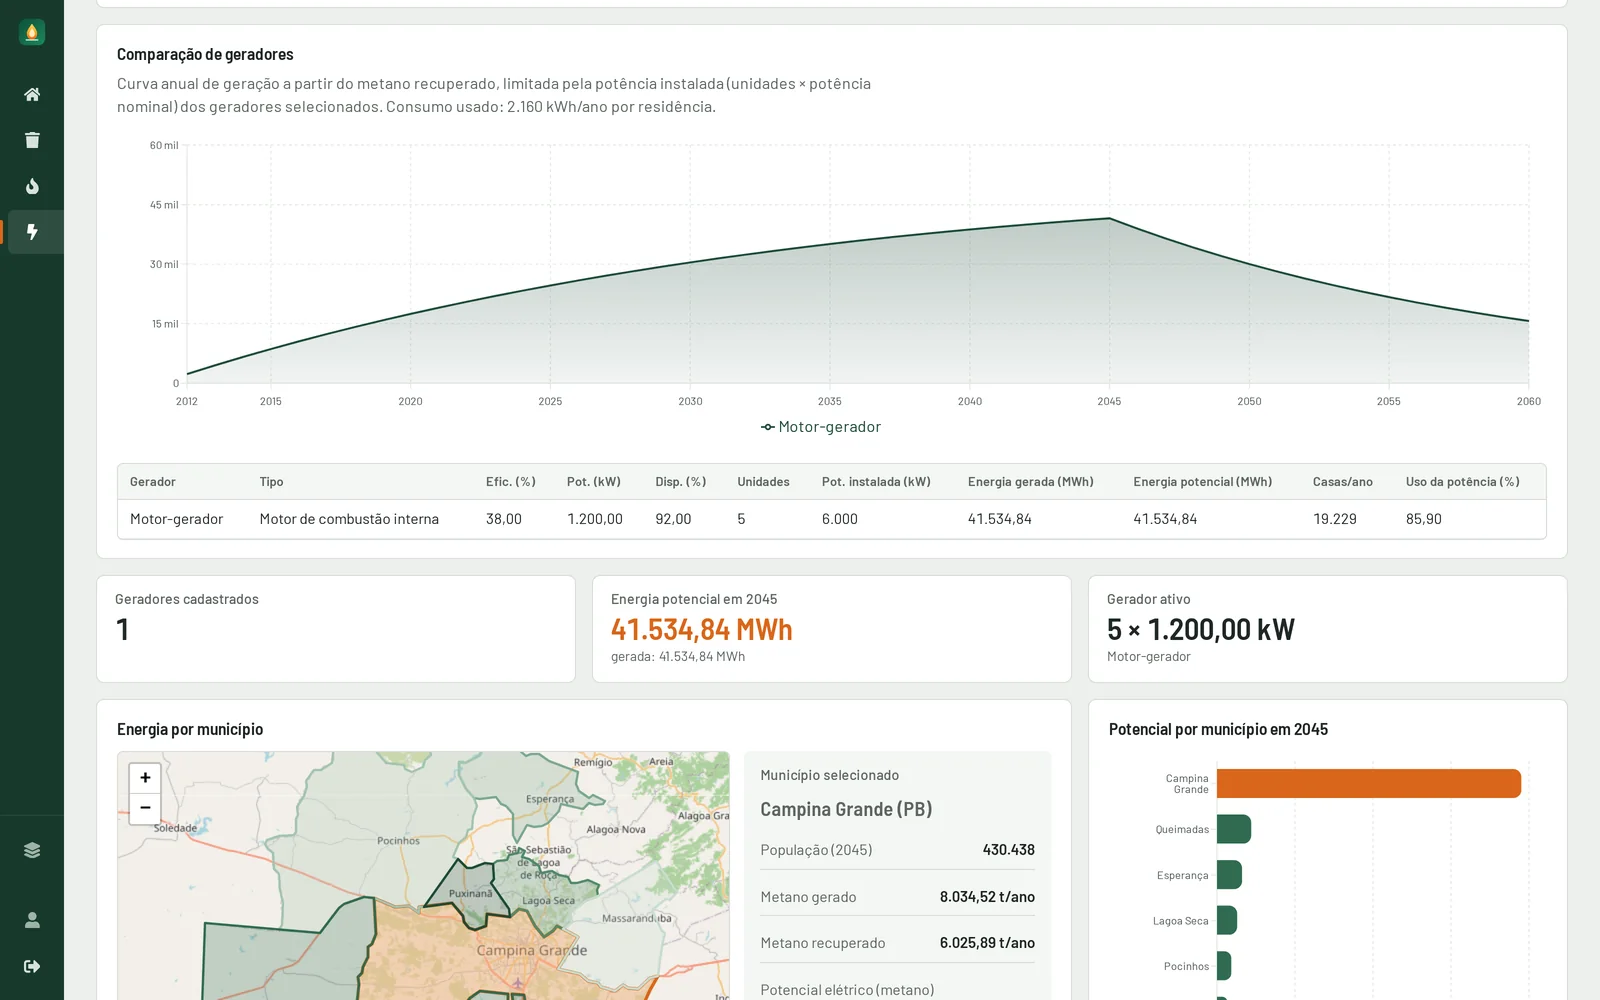 Comparação de geradores
Curva anual de geração a partir do metano recuperado, limitada pela potência instalada (unidades × potência
nominal) dos geradores selecionados. Consumo usado: 2.160 kWh/ano por residência.
60 mil
45 mil
30 mil
15 mil
0
2012 2015 2020 2025 2030 2035 2040 2045 2050 2055 2060
Motor-gerador
Gerador Tipo Efic. (%) Pot. (kW) Disp. (%) Unidades Pot. instalada (kW) Energia gerada (MWh) Energia potencial (MWh) Casas/ano Uso da potência (%)
Motor-gerador Motor de combustão interna 38,00 1.200,00 92,00 5 6.000 41.534,84 41.534,84 19.229 85,90
Geradores cadastrados
1
Energia potencial em 2045
41.534,84 MWh
gerada: 41.534,84 MWh
Gerador ativo
5 × 1.200,00 kW
Motor-gerador
Energia por município
+
−
Remígio
Areia
Esperança
Soledade
Alagoa Nova
Alagoa Gra
Pocinhos
São Sebastião
de Lagoa
de Roça
Puxinanã
Lagoa Seca
Massaranduba
Campina Grande
Município selecionado
Campina Grande (PB)
População (2045) 430.438
Metano gerado 8.034,52 t/ano
Metano recuperado 6.025,89 t/ano
Potencial elétrico (metano)
Potencial por município em 2045
Campina
Grande
Queimadas
Esperança
Lagoa Seca
Pocinhos